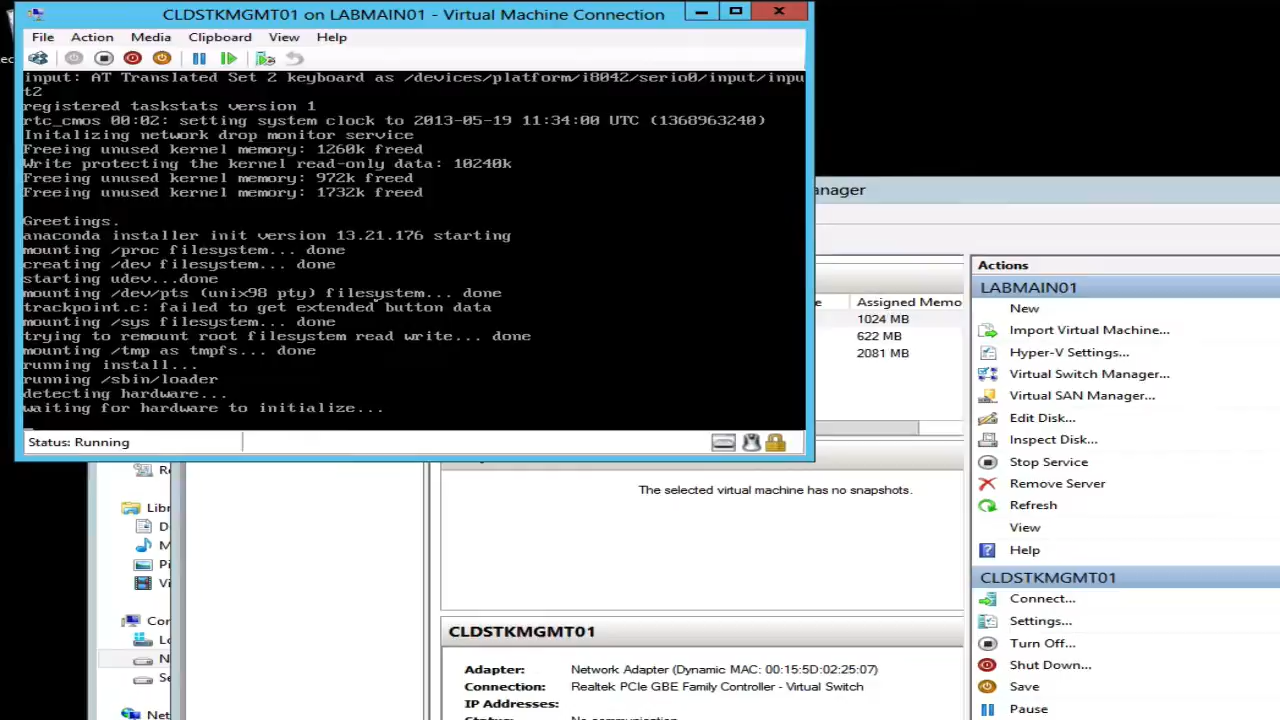 CLDSTKMGMT01 on LABMAIN01 - Virtual Machine Connection
File Action Media Clipboard View Help
input: AT Translated Set 2 keyboard as /devices/platform/i8042/serio0/input/inpu
t2
registered taskstats version 1
rtc_cmos 00:02: setting system clock to 2013-05-19 11:34:00 UTC (1368963240)
Initalizing network drop monitor service
Freeing unused kernel memory: 1260k freed
Write protecting the kernel read-only data: 10240k
Freeing unused kernel memory: 972k freed
Freeing unused kernel memory: 1732k freed
Greetings.
anaconda installer init version 13.21.176 starting
mounting /proc filesystem... done
creating /dev filesystem... done
starting udev...done
mounting /dev/pts (unix98 pty) filesystem... done
trackpoint.c: failed to get extended button data
mounting /sys filesystem... done
trying to remount root filesystem read write... done
mounting /tmp as tmpfs... done
running install...
running /sbin/loader
detecting hardware...
waiting for hardware to initialize...
Status: Running
anager
Assigned Memo
1024 MB
622 MB
2081 MB
The selected virtual machine has no snapshots.
CLDSTKMGMT01
Adapter: Network Adapter (Dynamic MAC: 00:15:5D:02:25:07)
Connection: Realtek PCIe GBE Family Controller - Virtual Switch
IP Addresses:
Libr
D
M
Pi
Vi
Con
Lo
N
Se
Net
Actions
LABMAIN01
New
Import Virtual Machine...
Hyper-V Settings...
Virtual Switch Manager...
Virtual SAN Manager...
Edit Disk...
Inspect Disk...
Stop Service
Remove Server
Refresh
View
Help
CLDSTKMGMT01
Connect...
Settings...
Turn Off...
Shut Down...
Save
Pause